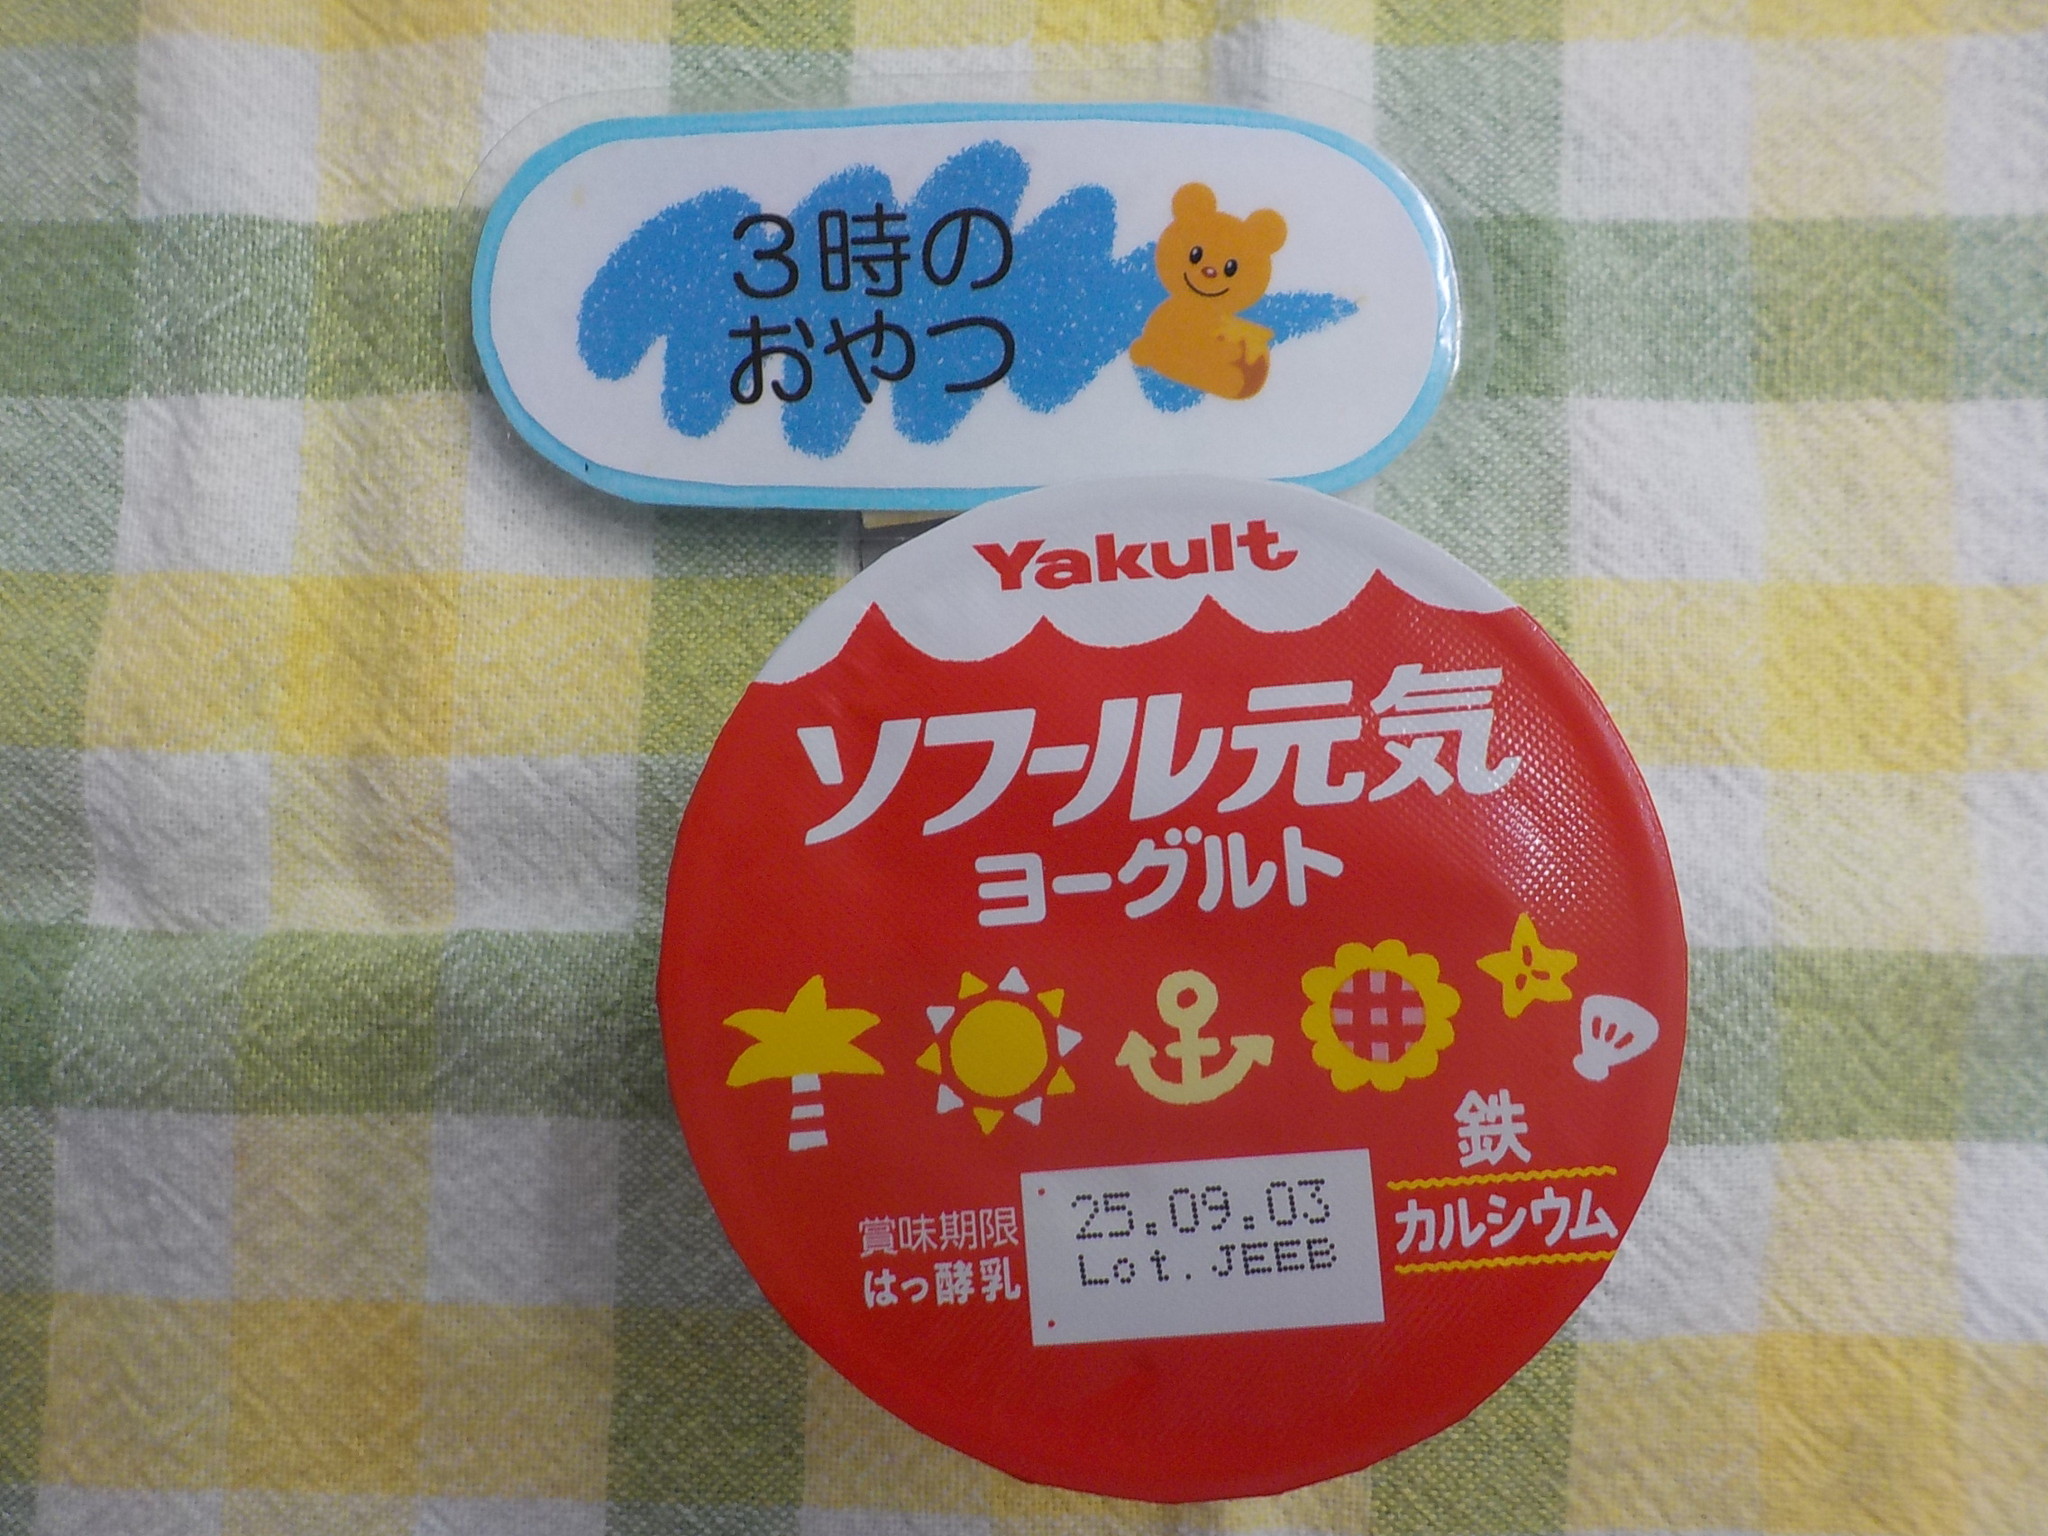 3時の
おやつ
Yakult
ソフール元気
ヨーグルト
鉄
カルシウム
賞味期限
はっ酵乳
25.09.03
Lot.JEEB